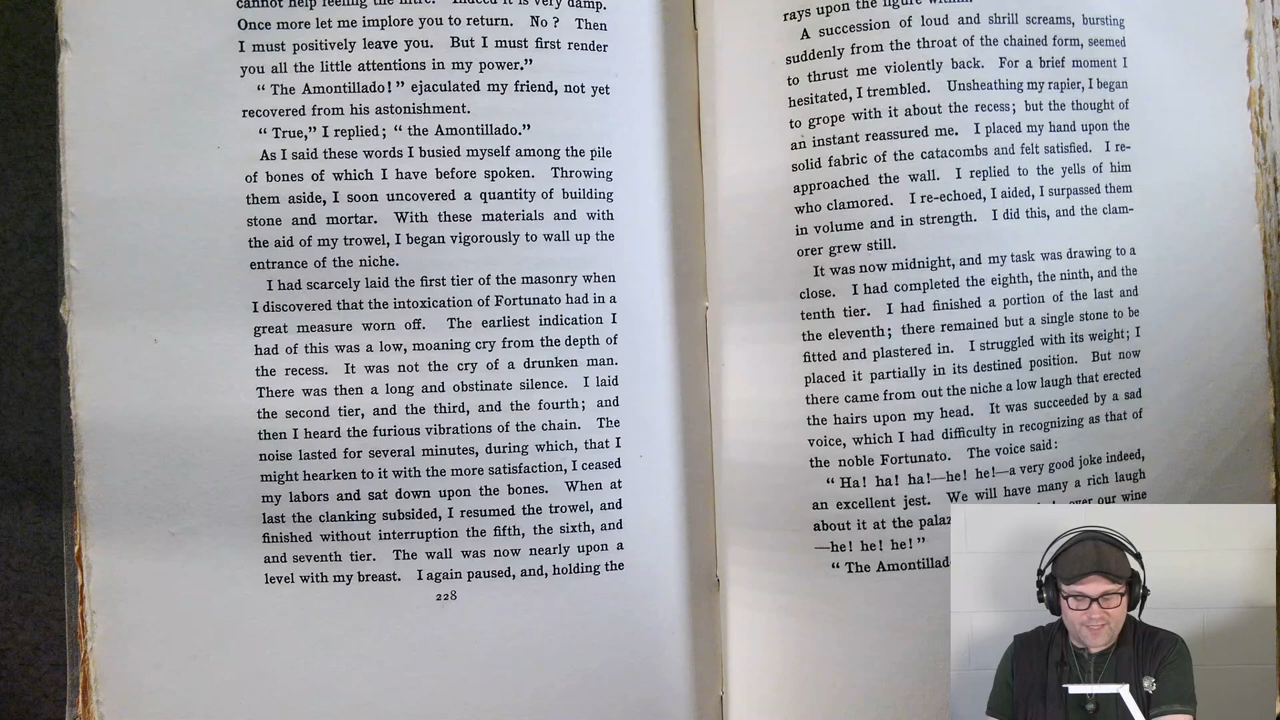 cannot help feeling the nitre. Indeed it is very damp.
Once more let me implore you to return. No? Then
I must positively leave you. But I must first render
you all the little attentions in my power."
"The Amontillado!" ejaculated my friend, not yet
recovered from his astonishment.
"True," I replied; "the Amontillado."
As I said these words I busied myself among the pile
of bones of which I have before spoken. Throwing
them aside, I soon uncovered a quantity of building
stone and mortar. With these materials and with
the aid of my trowel, I began vigorously to wall up the
entrance of the niche.
I had scarcely laid the first tier of the masonry when
I discovered that the intoxication of Fortunato had in a
great measure worn off. The earliest indication I
had of this was a low, moaning cry from the depth of
the recess. It was not the cry of a drunken man.
There was then a long and obstinate silence. I laid
the second tier, and the third, and the fourth; and
then I heard the furious vibrations of the chain. The
noise lasted for several minutes, during which, that I
might hearken to it with the more satisfaction, I ceased
my labors and sat down upon the bones. When at
last the clanking subsided, I resumed the trowel, and
finished without interruption the fifth, the sixth, and
and seventh tier. The wall was now nearly upon a
level with my breast. I again paused, and, holding the
228
rays upon the figure within.
A succession of loud and shrill screams, bursting
suddenly from the throat of the chained form, seemed
to thrust me violently back. For a brief moment I
hesitated, I trembled. Unsheathing my rapier, I began
to grope with it about the recess; but the thought of
an instant reassured me. I placed my hand upon the
solid fabric of the catacombs and felt satisfied. I re-
approached the wall. I replied to the yells of him
who clamored. I re-echoed, I aided, I surpassed them
in volume and in strength. I did this, and the clam-
orer grew still.
It was now midnight, and my task was drawing to a
close. I had completed the eighth, the ninth, and the
tenth tier. I had finished a portion of the last and
the eleventh; there remained but a single stone to be
fitted and plastered in. I struggled with its weight; I
placed it partially in its destined position. But now
there came from out the niche a low laugh that erected
the hairs upon my head. It was succeeded by a sad
voice, which I had difficulty in recognizing as that of
the noble Fortunato. The voice said:
"Ha! ha! ha!—he! he!—a very good joke indeed,
an excellent jest. We will have many a rich laugh
about it at the palaz over our wine
—he! he! he!"
"The Amontillad